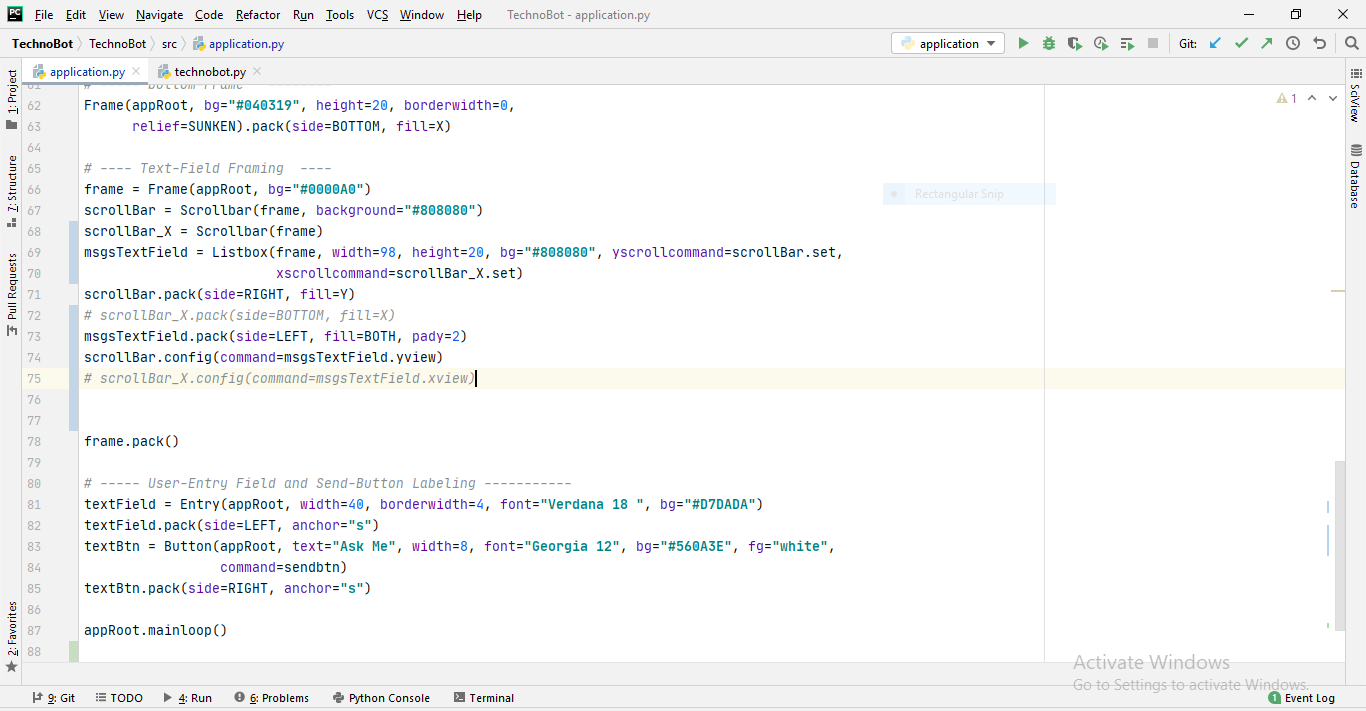 PC File Edit View Navigate Code Refactor Run Tools VCS Window Help TechnoBot - application.py
TechnoBot TechnoBot src application.py application Git:
application.py technobot.py
1: Project
7: Structure
Pull Requests
2: Favorites
61 # Bottom Frame
62 Frame(appRoot, bg="#040319", height=20, borderwidth=0,
63 relief=SUNKEN).pack(side=BOTTOM, fill=X)
64
65 # ---- Text-Field Framing ----
66 frame = Frame(appRoot, bg="#0000A0")
67 scrollBar = Scrollbar(frame, background="#808080")
68 scrollBar_X = Scrollbar(frame)
69 msgsTextField = Listbox(frame, width=98, height=20, bg="#808080", yscrollcommand=scrollBar.set,
70 xscrollcommand=scrollBar_X.set)
71 scrollBar.pack(side=RIGHT, fill=Y)
72 # scrollBar_X.pack(side=BOTTOM, fill=X)
73 msgsTextField.pack(side=LEFT, fill=BOTH, pady=2)
74 scrollBar.config(command=msgsTextField.yview)
75 # scrollBar_X.config(command=msgsTextField.xview)
76
77
78 frame.pack()
79
80 # ----- User-Entry Field and Send-Button Labeling -----------
81 textField = Entry(appRoot, width=40, borderwidth=4, font="Verdana 18 ", bg="#D7DADA")
82 textField.pack(side=LEFT, anchor="s")
83 textBtn = Button(appRoot, text="Ask Me", width=8, font="Georgia 12", bg="#560A3E", fg="white",
84 command=sendbtn)
85 textBtn.pack(side=RIGHT, anchor="s")
86
87 appRoot.mainloop()
88
1
Rectangular Snip
SciView
Database
Activate Windows
Go to Settings to activate Windows.
9: Git TODO 4: Run 6: Problems Python Console Terminal 1 Event Log